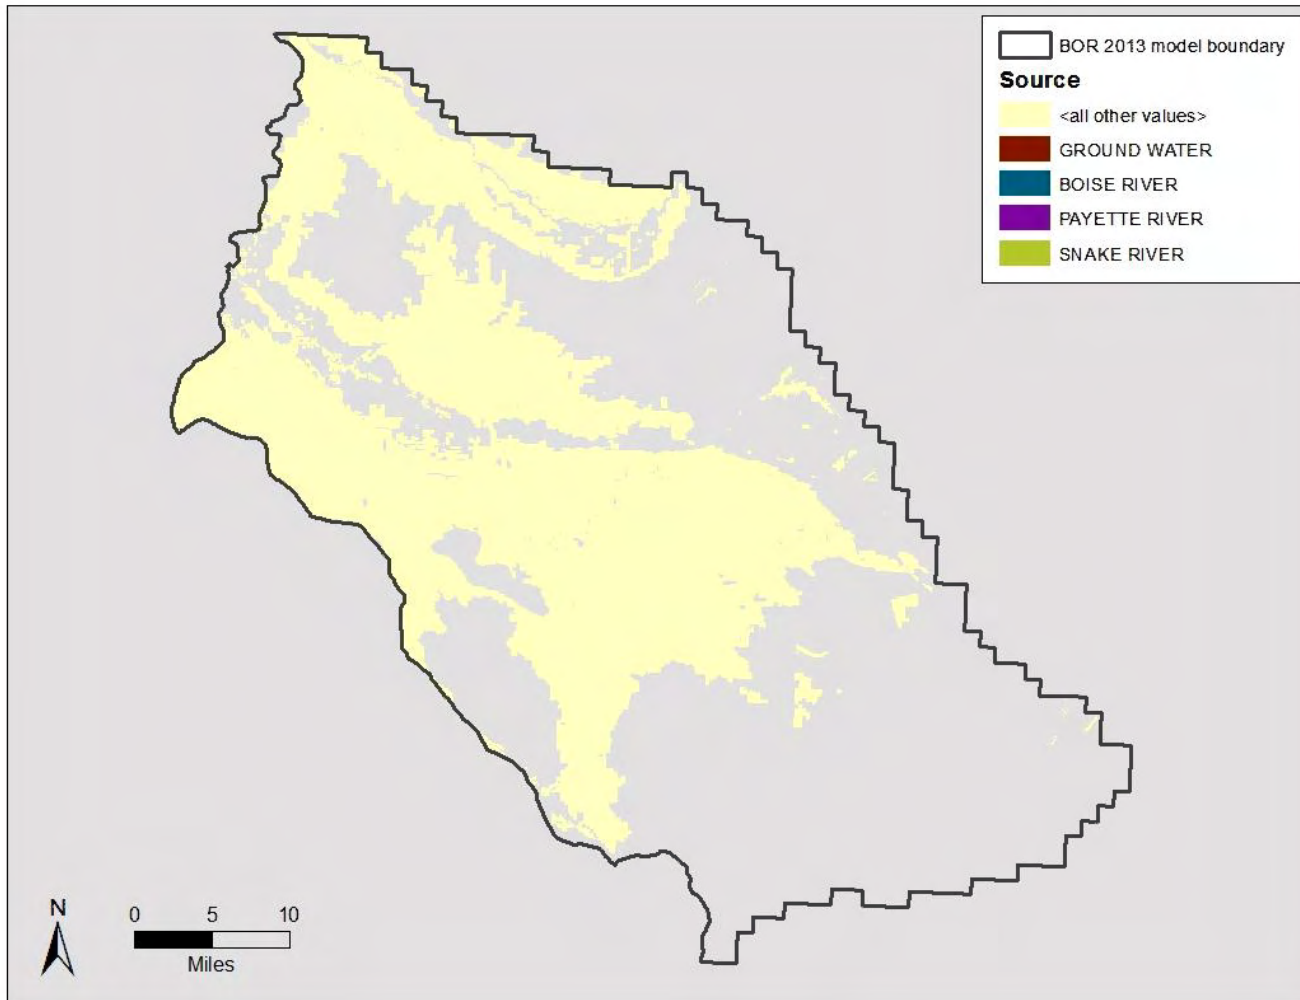 BOR 2013 model boundary
Source
<all other values>
GROUND WATER
BOISE RIVER
PAYETTE RIVER
SNAKE RIVER
N
0 5 10
Miles